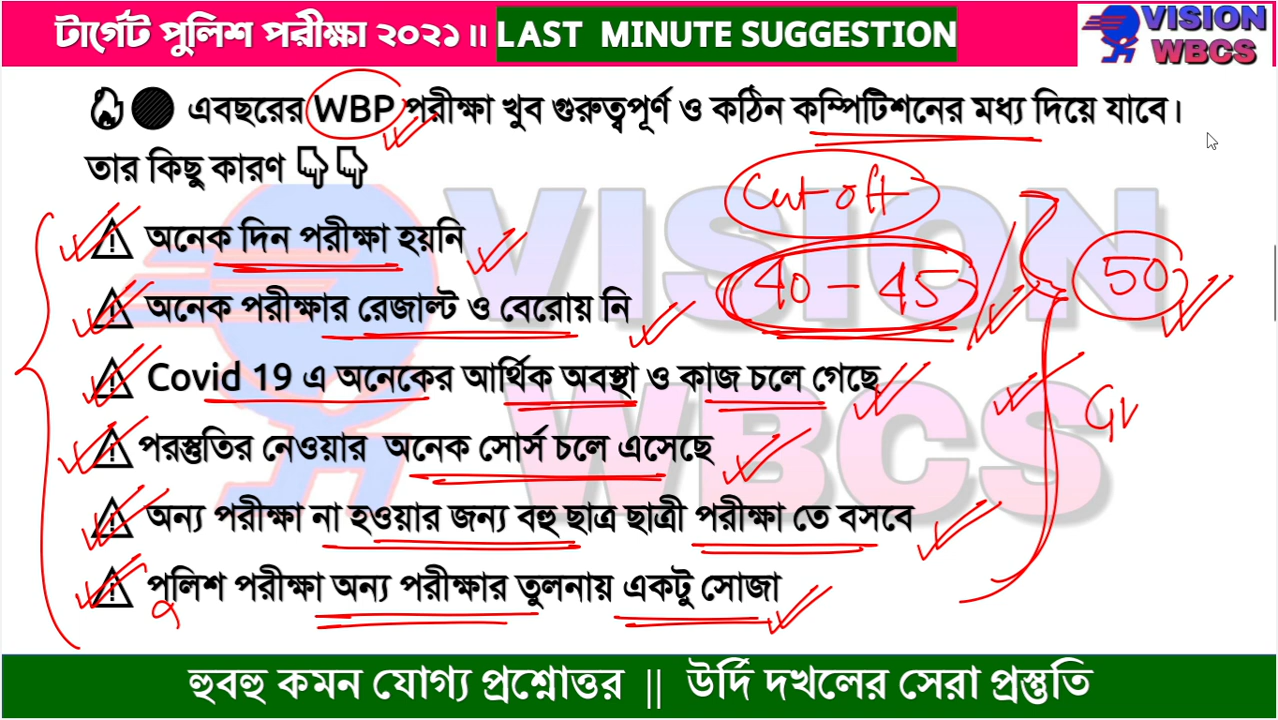 টার্গেট পুলিশ পরীক্ষা ২০২১ ॥ LAST MINUTE SUGGESTION
VISION
WBCS
এবছরের WBP পরীক্ষা খুব গুরুত্বপূর্ণ ও কঠিন কম্পিটিশনের মধ্য দিয়ে যাবে।
তার কিছু কারণ
Cut off
অনেক দিন পরীক্ষা হয়নি
40 - 45
50
অনেক পরীক্ষার রেজাল্ট ও বেরোয় নি
Covid 19 এ অনেকের আর্থিক অবস্থা ও কাজ চলে গেছে
পরস্তুতির নেওয়ার অনেক সোর্স চলে এসেছে
অন্য পরীক্ষা না হওয়ার জন্য বহু ছাত্র ছাত্রী পরীক্ষা তে বসবে
পুলিশ পরীক্ষা অন্য পরীক্ষার তুলনায় একটু সোজা
VISION
WBCS
হুবহু কমন যোগ্য প্রশ্নোত্তর || উর্দি দখলের সেরা প্রস্তুতি